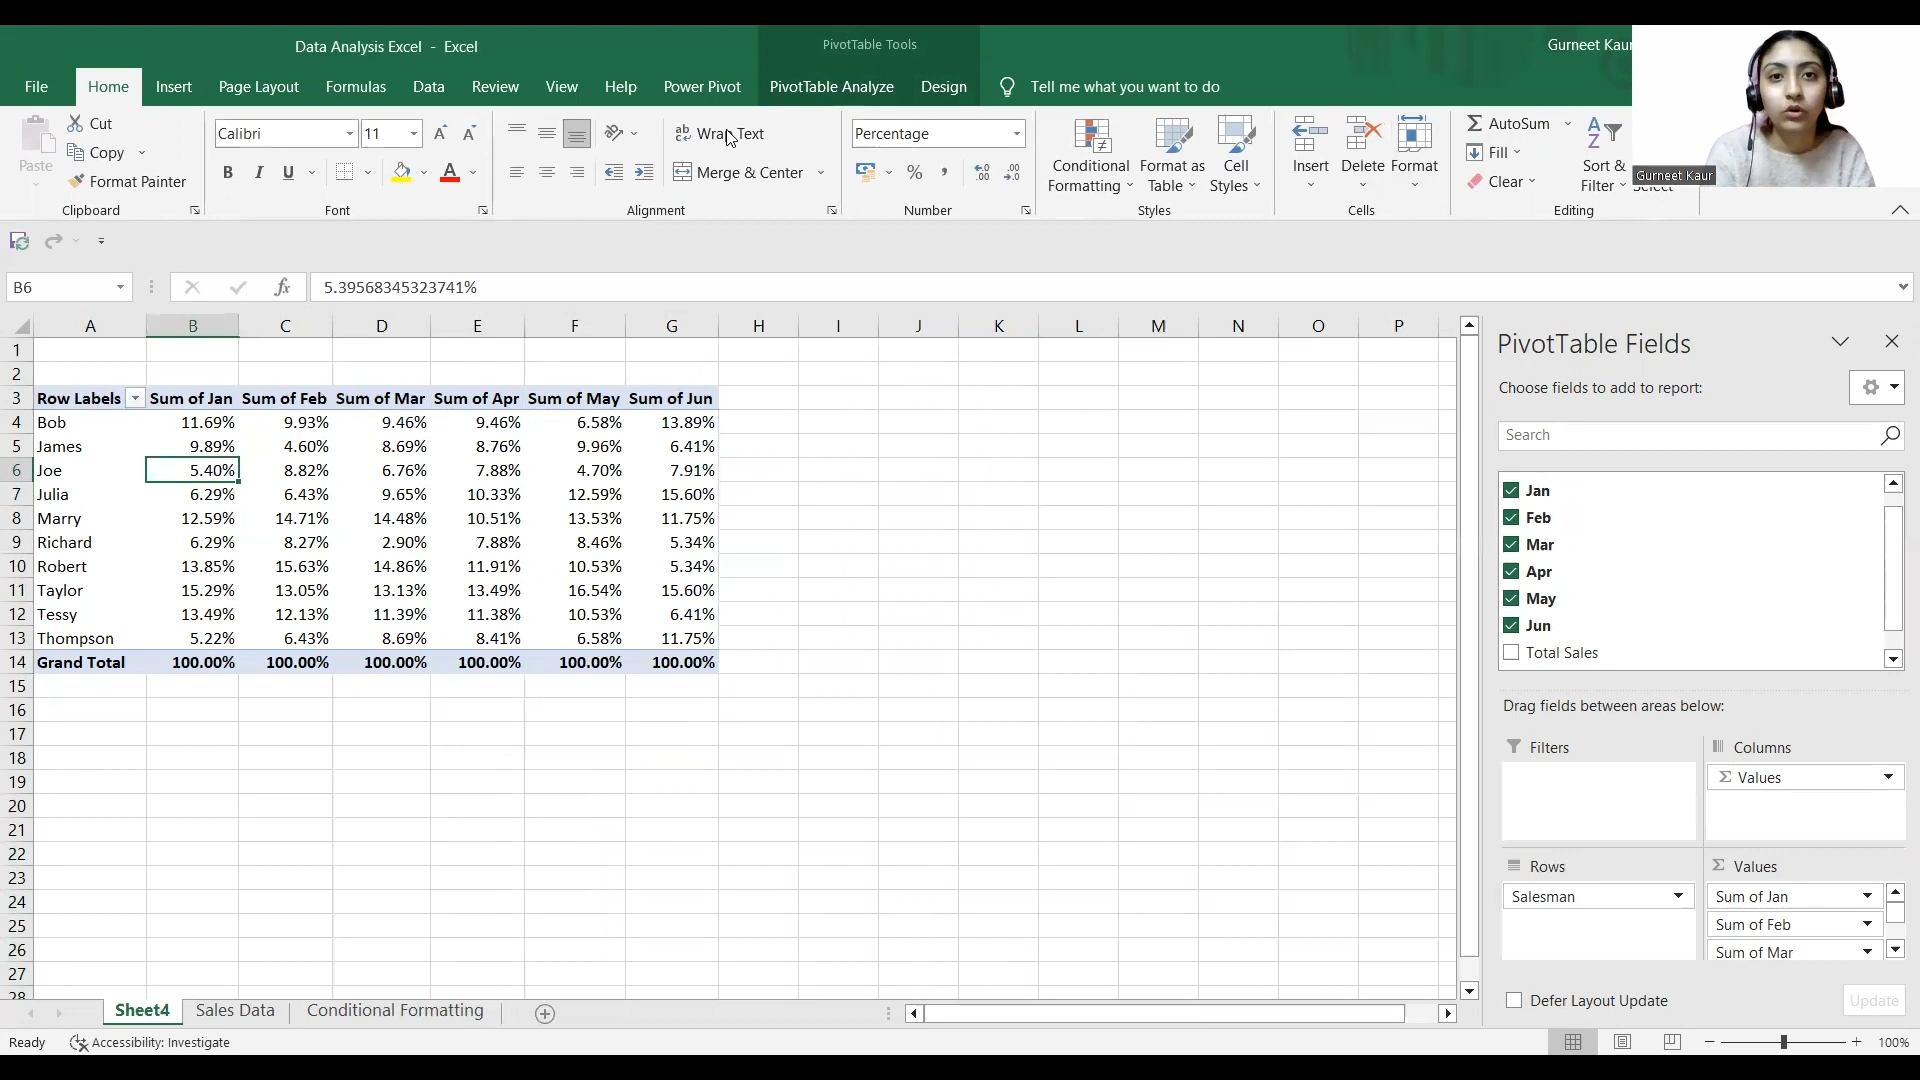 Data Analysis Excel - Excel
PivotTable Tools
Gurneet Kaur
File Home Insert Page Layout Formulas Data Review View Help Power Pivot PivotTable Analyze Design Tell me what you want to do
Paste
Cut
Copy
Format Painter
Clipboard
Calibri 11
B I U
Font
Wrap Text
Merge & Center
Alignment
Percentage
Number
Conditional Formatting
Format as Table
Cell Styles
Styles
Insert Delete Format
Cells
AutoSum
Fill
Clear
Sort &
Filter Select
Editing
Gurneet Kaur
B6 fx 5.39568345323741%
A B C D E F G H I J K L M N O P
1
2
3 Row Labels Sum of Jan Sum of Feb Sum of Mar Sum of Apr Sum of May Sum of Jun
4 Bob 11.69% 9.93% 9.46% 9.46% 6.58% 13.89%
5 James 9.89% 4.60% 8.69% 8.76% 9.96% 6.41%
6 Joe 5.40% 8.82% 6.76% 7.88% 4.70% 7.91%
7 Julia 6.29% 6.43% 9.65% 10.33% 12.59% 15.60%
8 Marry 12.59% 14.71% 14.48% 10.51% 13.53% 11.75%
9 Richard 6.29% 8.27% 2.90% 7.88% 8.46% 5.34%
10 Robert 13.85% 15.63% 14.86% 11.91% 10.53% 5.34%
11 Taylor 15.29% 13.05% 13.13% 13.49% 16.54% 15.60%
12 Tessy 13.49% 12.13% 11.39% 11.38% 10.53% 6.41%
13 Thompson 5.22% 6.43% 8.69% 8.41% 6.58% 11.75%
14 Grand Total 100.00% 100.00% 100.00% 100.00% 100.00% 100.00%
15
16
17
18
19
20
21
22
23
24
25
26
27
28
PivotTable Fields
Choose fields to add to report:
Search
Jan
Feb
Mar
Apr
May
Jun
Total Sales
Drag fields between areas below:
Filters
Columns
Values
Rows
Salesman
Values
Sum of Jan
Sum of Feb
Sum of Mar
Defer Layout Update Update
Sheet4 Sales Data Conditional Formatting
Ready Accessibility: Investigate 100%